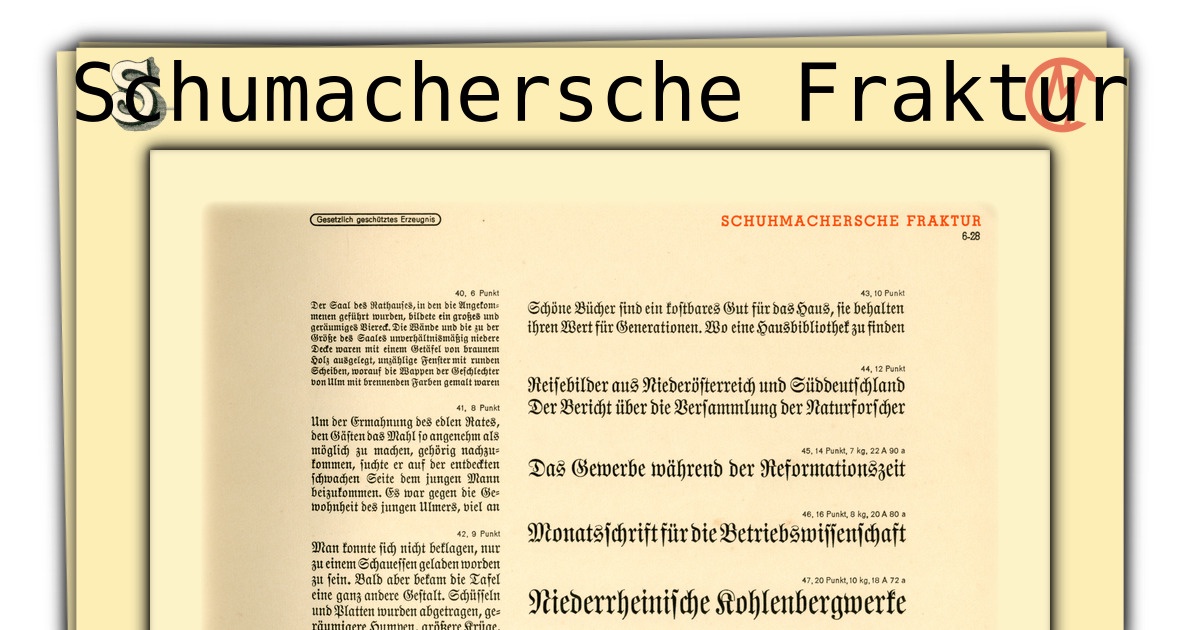 Schumachersche Fraktur
Gesetzlich geschütztes Erzeugnis
SCHUHMACHERSCHE FRAKTUR
6-28
40, 6 Punkt
Der Saal des Rathauses, in den die Angekom-
menen geführt wurden, bildete ein großes und
geräumiges Viereck. Die Wände und die zu der
Größe des Saales unverhältnismäßig niedere
Decke waren mit einem Getäfel von braunem
Holz ausgelegt, unzählige Fenster mit runden
Scheiben, worauf die Wappen der Geschlechter
von Ulm mit brennenden Farben gemalt waren
41, 8 Punkt
Um der Ermahnung des edlen Rates,
den Gästen das Mahl so angenehm als
möglich zu machen, gehörig nachzu-
kommen, suchte er auf der entdeckten
schwachen Seite dem jungen Mann
beizukommen. Es war gegen die Ge-
wohnheit des jungen Ulmers, viel an
42, 9 Punkt
Man konnte sich nicht beklagen, nur
zu einem Schauessen geladen worden
zu sein. Bald aber bekam die Tafel
eine ganz andere Gestalt. Schüsseln
und Platten wurden abgetragen, ge-
räumigere Humpen, größere Krüge,
43, 10 Punkt
Schöne Bücher sind ein kostbares Gut für das Haus, sie behalten
ihren Wert für Generationen. Wo eine Hausbibliothek zu finden
44, 12 Punkt
Reisebilder aus Niederösterreich und Süddeutschland
Der Bericht über die Versammlung der Naturforscher
45, 14 Punkt, 7 kg, 22 A 90 a
Das Gewerbe während der Reformationszeit
46, 16 Punkt, 8 kg, 20 A 80 a
Monatsschrift für die Betriebswissenschaft
47, 20 Punkt, 10 kg, 18 A 72 a
Niederrheinische Kohlenbergwerke